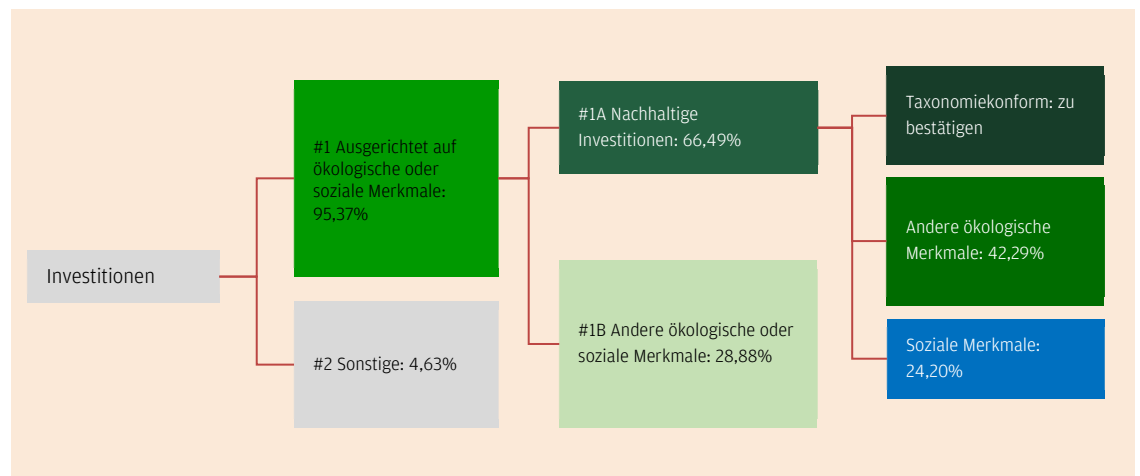 Investitionen
#1 Ausgerichtet auf
ökologische oder
soziale Merkmale:
95,37%
#2 Sonstige: 4,63%
#1A Nachhaltige
Investitionen: 66,49%
#1B Andere ökologische oder
soziale Merkmale: 28,88%
Taxonomiekonform: zu
bestätigen
Andere ökologische
Merkmale: 42,29%
Soziale Merkmale:
24,20%